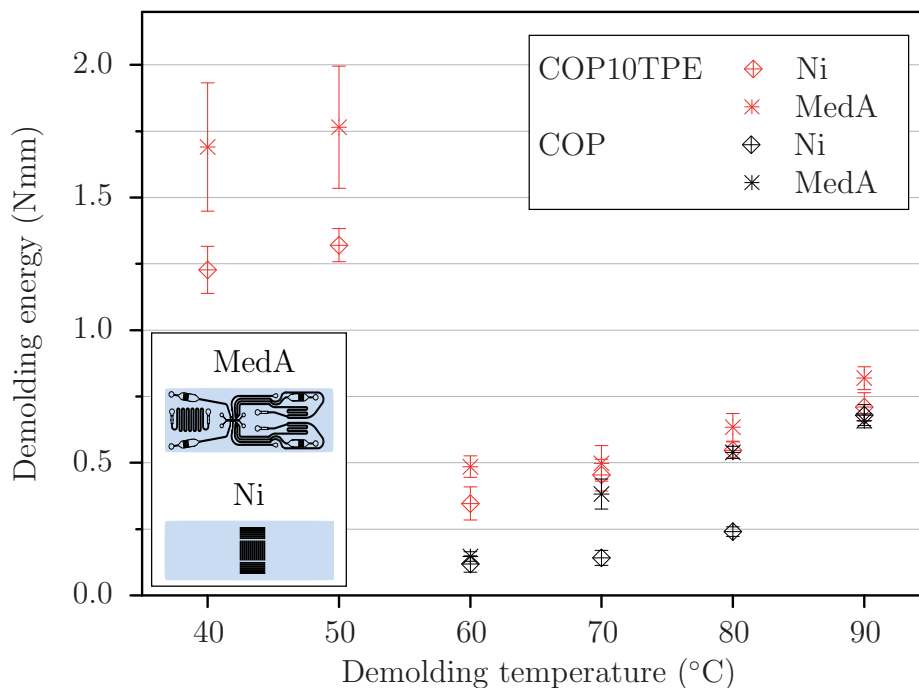 Demolding energy (Nmm)
2.0
1.5
1.0
0.5
0.0
COP10TPE Ni
MedA
COP Ni
MedA
MedA
Ni
40 50 60 70 80 90
Demolding temperature (°C)